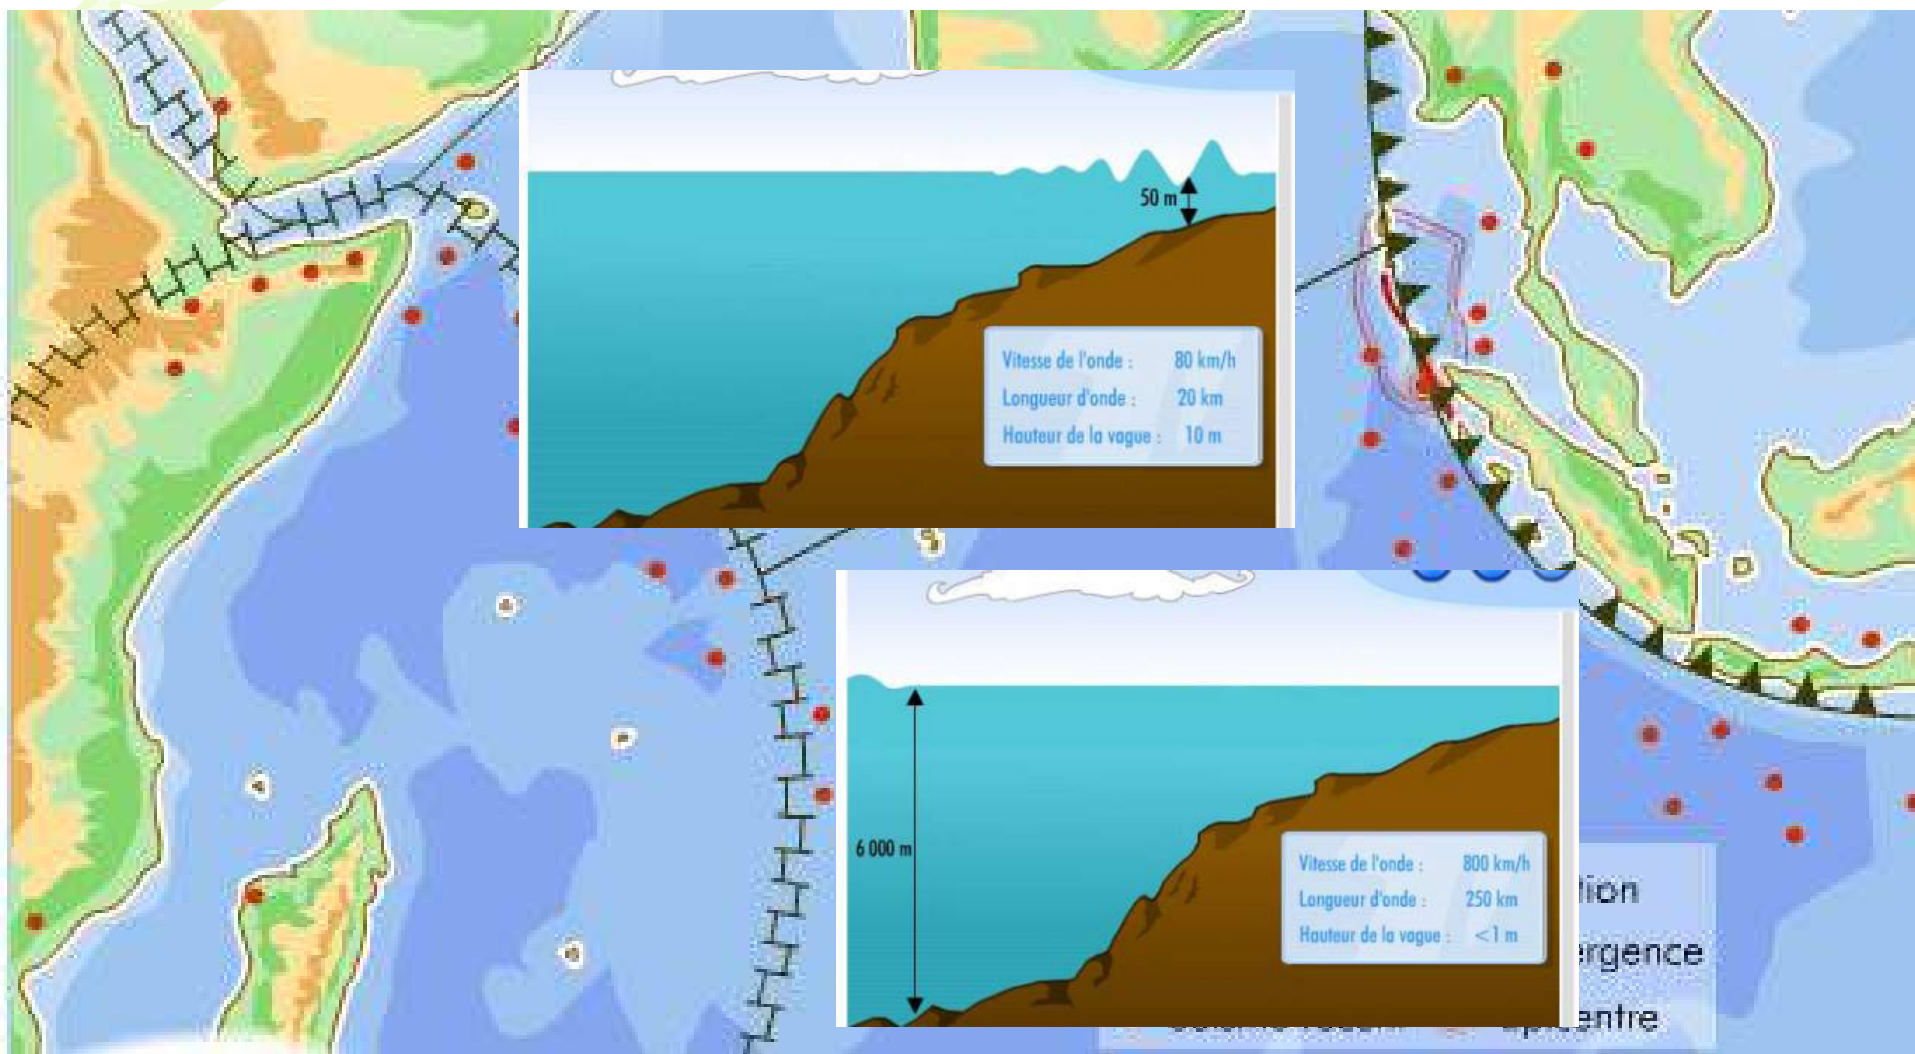 50 m
Vitesse de l'onde : 80 km/h
Longueur d'onde : 20 km
Hauteur de la vague : 10 m
6 000 m
Vitesse de l'onde : 800 km/h
Longueur d'onde : 250 km
Hauteur de la vague : <1 m
tion
ergence
entre